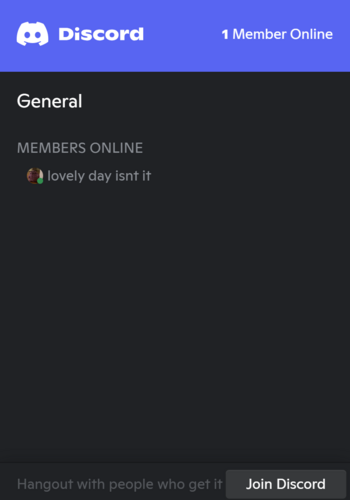 Discord
1 Member Online
General
MEMBERS ONLINE
lovely day isnt it
Hangout with people who get it
Join Discord